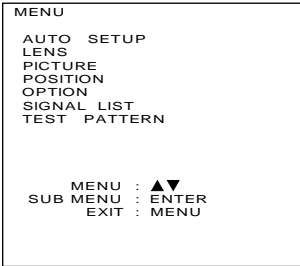 MENU
AUTO SETUP
LENS
PICTURE
POSITION
OPTION
SIGNAL LIST
TEST PATTERN
MENU : ▲▼
SUB MENU : ENTER
EXIT : MENU